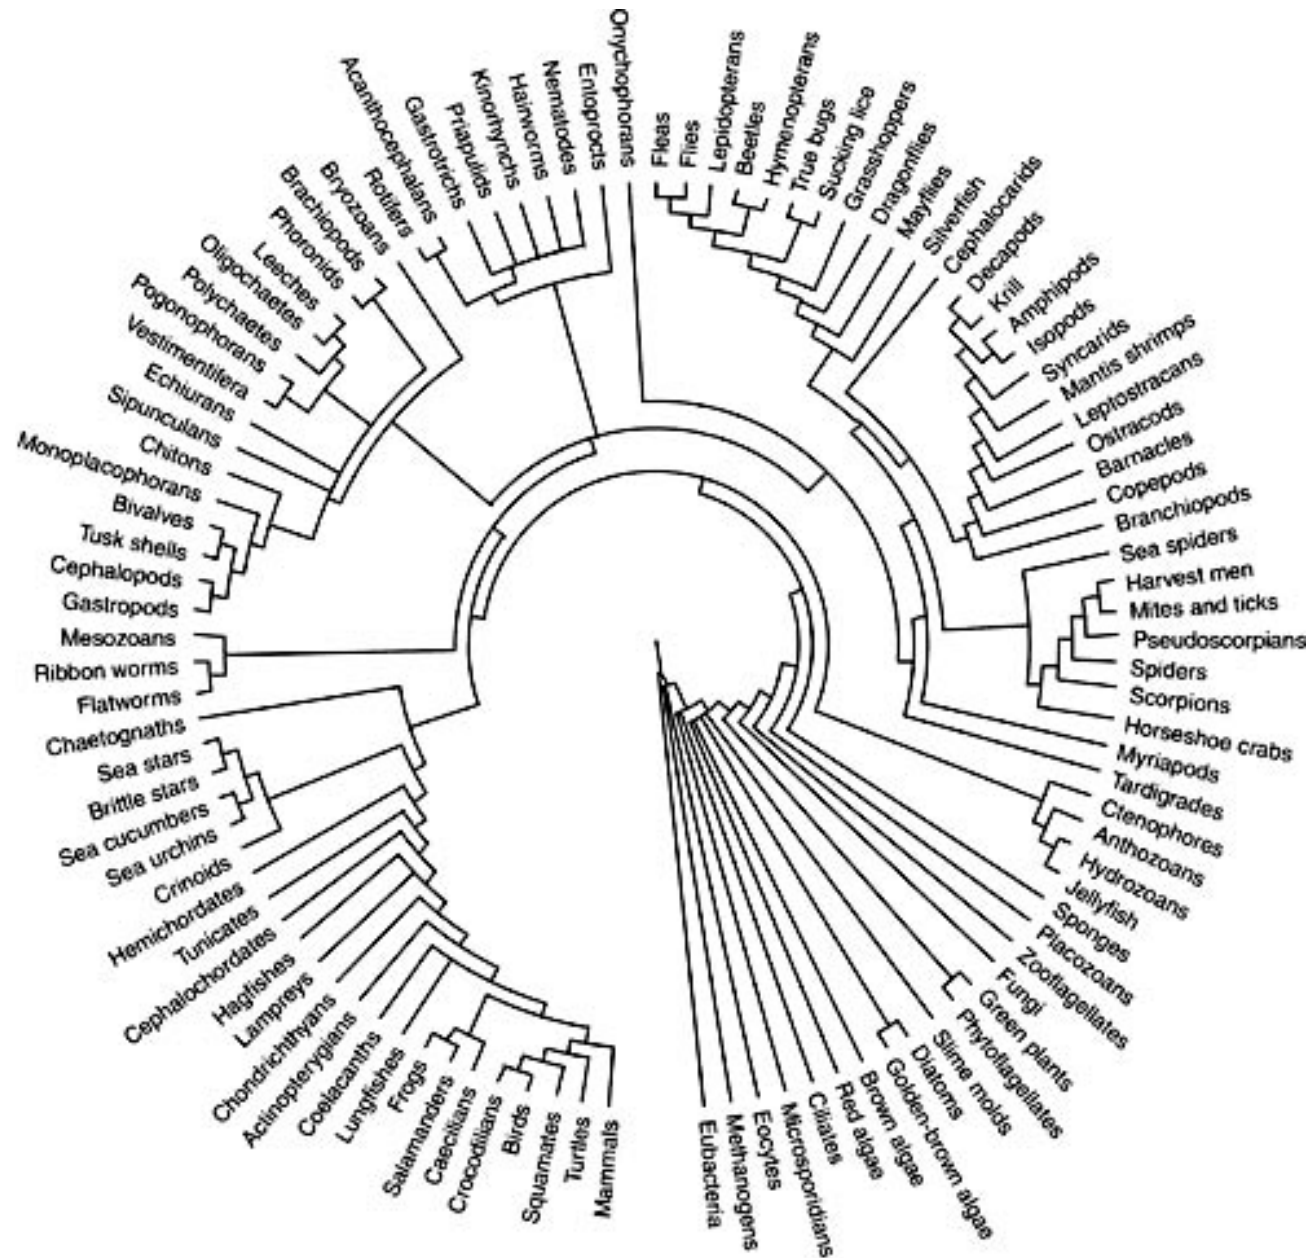 Onychophorans
Fleas
Flies
Lepidopterans
Beetles
Hymenopterans
True bugs
Sucking lice
Grasshoppers
Dragonflies
Mayflies
Silverfish
Cephalocarids
Decapods
Krill
Amphipods
Isopods
Syncarids
Mantis shrimps
Leptostracans
Ostracods
Barnacles
Copepods
Branchiopods
Sea spiders
Harvest men
Mites and ticks
Pseudoscorpians
Spiders
Scorpions
Horseshoe crabs
Myriapods
Tardigrades
Ctenophores
Anthozoans
Hydrozoans
Jellyfish
Sponges
Placozoans
Zooflagellates
Fungi
Green plants
Phytoflagellates
Slime molds
Diatoms
Golden-brown algae
Brown algae
Red algae
Ciliates
Microsporidians
Eocytes
Methanogens
Eubacteria
Mammals
Turtles
Squamates
Birds
Crocodilians
Caecilians
Salamanders
Frogs
Lungfishes
Coelacanths
Actinopterygians
Chondrichthyans
Lampreys
Hagfishes
Cephalochordates
Tunicates
Hemichordates
Crinoids
Sea urchins
Sea cucumbers
Brittle stars
Sea stars
Chaetognaths
Flatworms
Ribbon worms
Mesozoans
Gastropods
Cephalopods
Tusk shells
Bivalves
Monoplacophorans
Chitons
Sipunculans
Echiurans
Vestimentifera
Pogonophorans
Polychaetes
Oligochaetes
Leeches
Phoronids
Brachiopods
Bryozoans
Rotifers
Acanthocephalans
Gastrotrichs
Priapulids
Kinorhynchs
Hairworms
Nematodes
Entoprocts